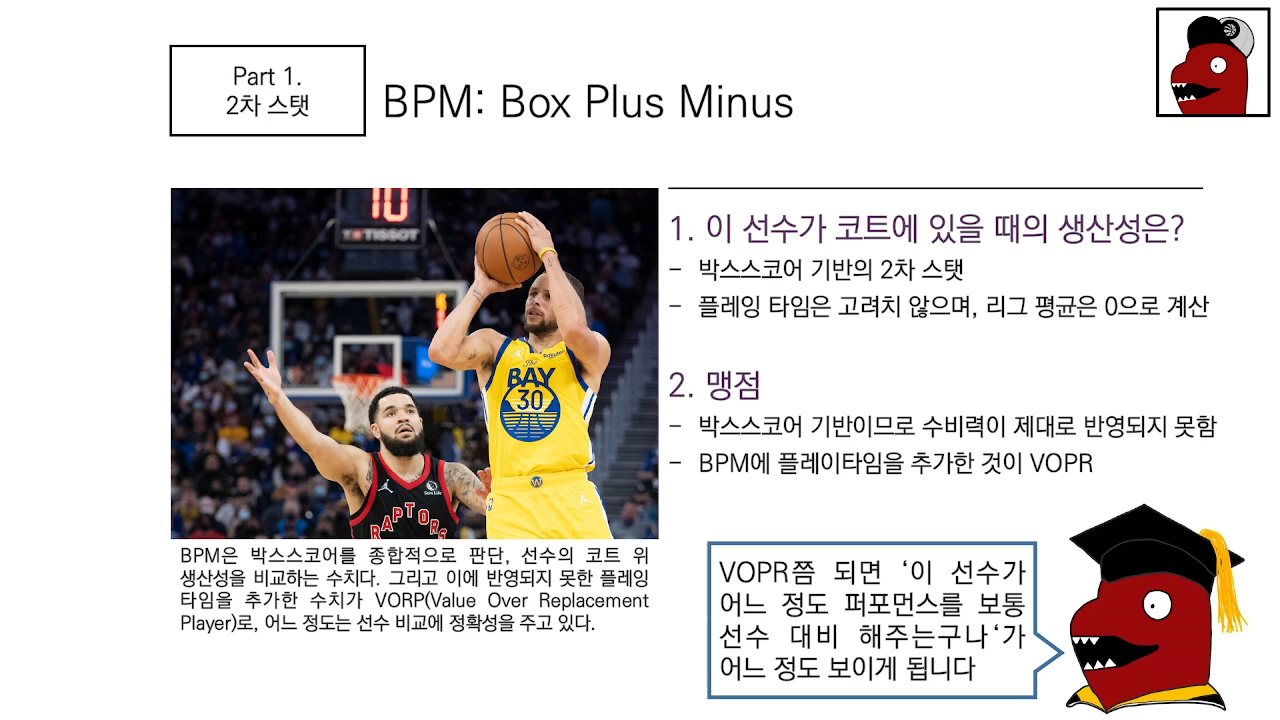 Part 1.
2차 스탯
BPM: Box Plus Minus
10
TISSOT
The
BAY
30
Rakuten
RAPTORS
Sun Life
1. 이 선수가 코트에 있을 때의 생산성은?
- 박스스코어 기반의 2차 스탯
- 플레잉 타임은 고려치 않으며, 리그 평균은 0으로 계산
2. 맹점
- 박스스코어 기반이므로 수비력이 제대로 반영되지 못함
- BPM에 플레이타임을 추가한 것이 VOPR
BPM은 박스스코어를 종합적으로 판단, 선수의 코트 위
생산성을 비교하는 수치다. 그리고 이에 반영되지 못한 플레잉
타임을 추가한 수치가 VORP(Value Over Replacement
Player)로, 어느 정도는 선수 비교에 정확성을 주고 있다.
VOPR쯤 되면 ‘이 선수가
어느 정도 퍼포먼스를 보통
선수 대비 해주는구나‘가
어느 정도 보이게 됩니다